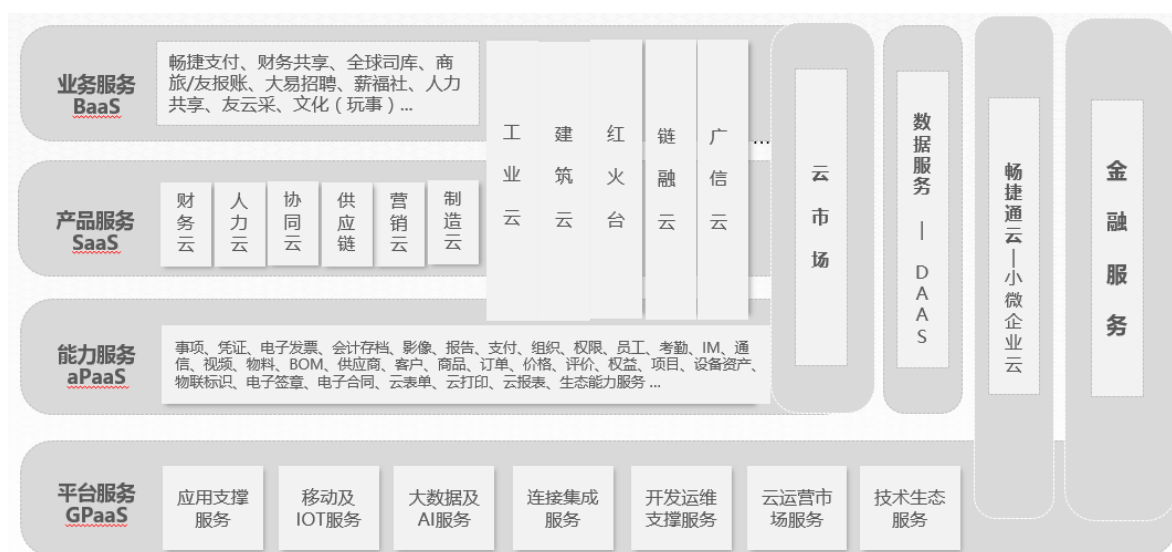 业务服务
BaaS
畅捷支付、财务共享、全球司库、商
旅/友报账、大易招聘、薪福社、人力
共享、友云采、文化（玩事）...
工业云
建筑云
红火台
链融云
广信云
...
产品服务
SaaS
财务云
人力云
协同云
供应链
营销云
制造云
能力服务
aPaaS
事项、凭证、电子发票、会计存档、影像、报告、支付、组织、权限、员工、考勤、IM、通
信、视频、物料、BOM、供应商、客户、商品、订单、价格、评价、权益、项目、设备资产、
物联标识、电子签章、电子合同、云表单、云打印、云报表、生态能力服务 ...
平台服务
GPaaS
应用支撑
服务
移动及
IOT服务
大数据及
AI服务
连接集成
服务
开发运维
支撑服务
云运营市
场服务
技术生态
服务
云市场
数据服务 | DAAS
畅捷通云|小微企业云
金融服务